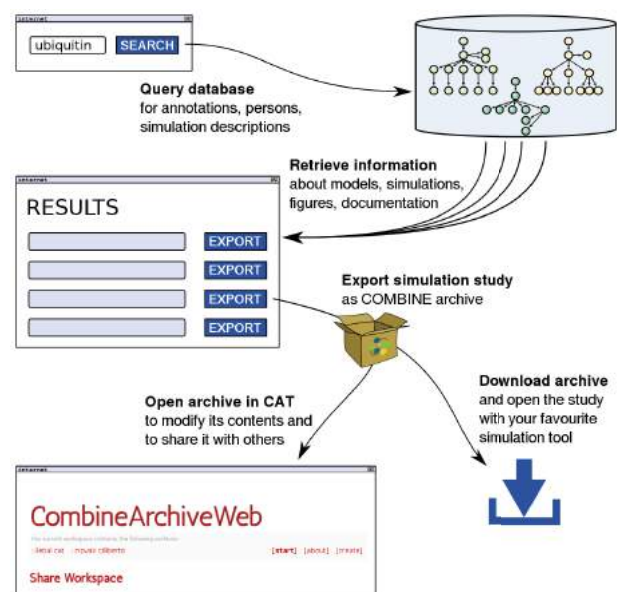 internet
ubiquitin
SEARCH
Query database
for annotations, persons,
simulation descriptions
Retrieve information
about models, simulations,
figures, documentation
internet
RESULTS
EXPORT
EXPORT
EXPORT
EXPORT
Export simulation study
as COMBINE archive
Open archive in CAT
to modify its contents and
to share it with others
Download archive
and open the study
with your favourite
simulation tool
internet
CombineArchiveWeb
[start] [about] [create]
Share Workspace